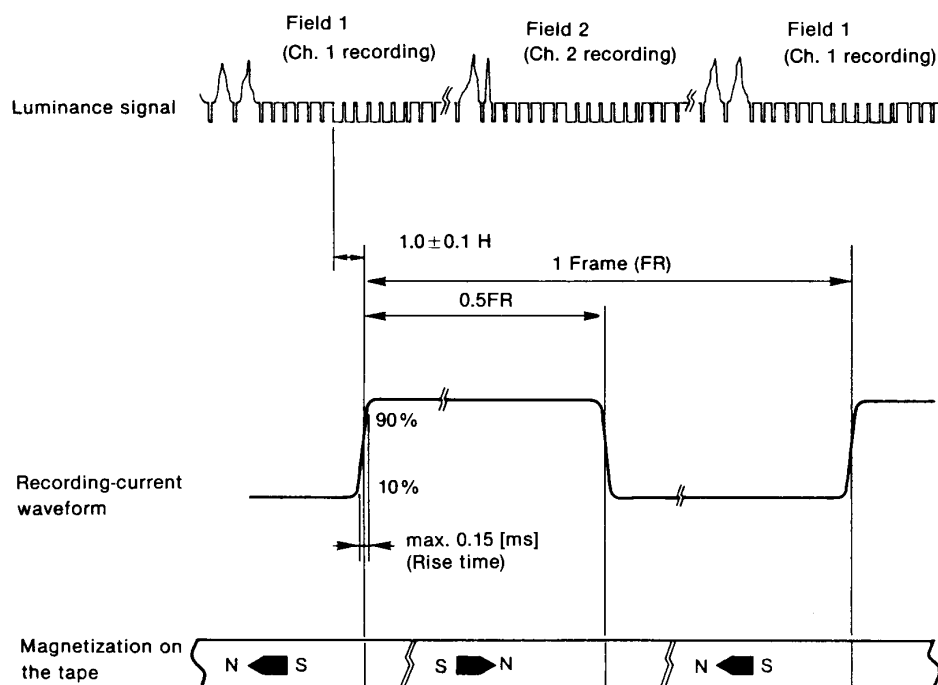 Field 1
(Ch. 1 recording)
Field 2
(Ch. 2 recording)
Field 1
(Ch. 1 recording)
Luminance signal
1.0±0.1 H
1 Frame (FR)
0.5FR
90%
10%
Recording-current
waveform
max. 0.15 [ms]
(Rise time)
Magnetization on
the tape
N S
S N
N S